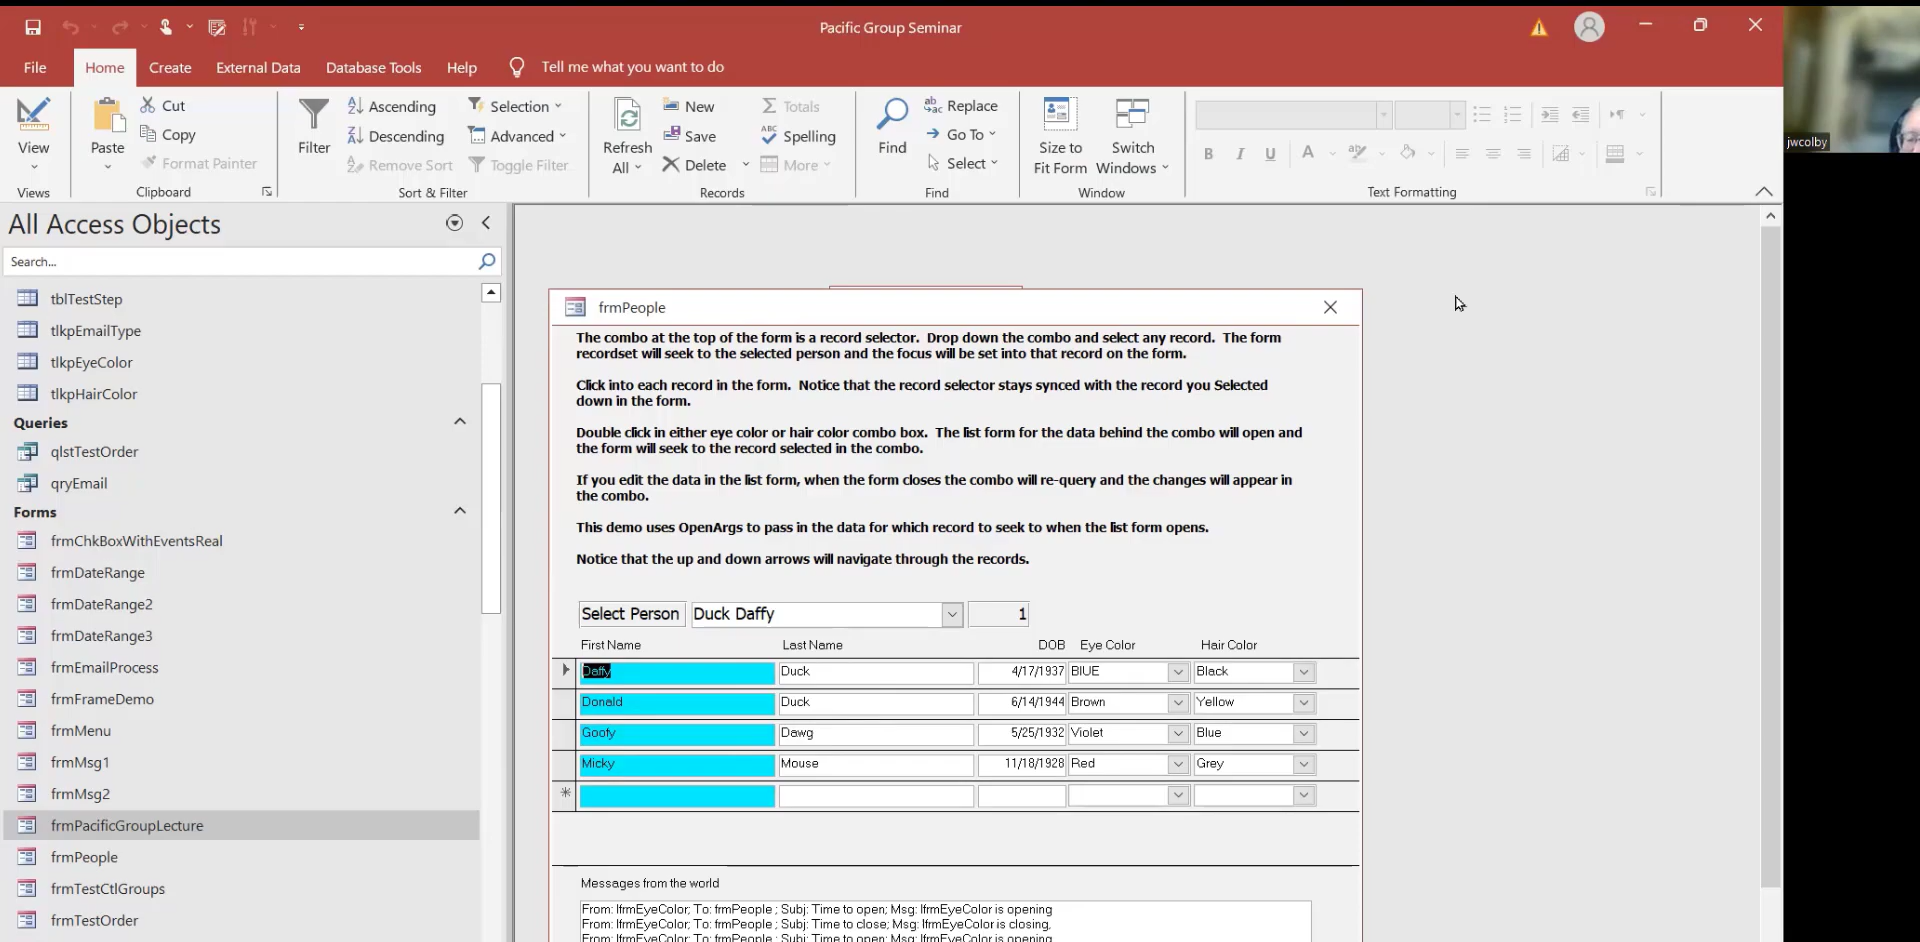 Pacific Group Seminar
File Home Create External Data Database Tools Help Tell me what you want to do
View
Views
Paste
Cut
Copy
Format Painter
Clipboard
Filter
Ascending
Descending
Remove Sort
Selection
Advanced
Toggle Filter
Sort & Filter
Refresh
All
New
Save
Delete
Totals
Spelling
More
Records
Find
Replace
Go To
Select
Find
Size to
Fit Form
Switch
Windows
Window
B I U A
Text Formatting
jwcolby
All Access Objects
Search...
tblTestStep
tlkpEmailType
tlkpEyeColor
tlkpHairColor
Queries
qlstTestOrder
qryEmail
Forms
frmChkBoxWithEventsReal
frmDateRange
frmDateRange2
frmDateRange3
frmEmailProcess
frmFrameDemo
frmMenu
frmMsg1
frmMsg2
frmPacificGroupLecture
frmPeople
frmTestCtlGroups
frmTestOrder
frmPeople
The combo at the top of the form is a record selector. Drop down the combo and select any record. The form
recordset will seek to the selected person and the focus will be set into that record on the form.
Click into each record in the form. Notice that the record selector stays synced with the record you Selected
down in the form.
Double click in either eye color or hair color combo box. The list form for the data behind the combo will open and
the form will seek to the record selected in the combo.
If you edit the data in the list form, when the form closes the combo will re-query and the changes will appear in
the combo.
This demo uses OpenArgs to pass in the data for which record to seek to when the list form opens.
Notice that the up and down arrows will navigate through the records.
Select Person Duck Daffy 1
First Name Last Name DOB Eye Color Hair Color
Daffy Duck 4/17/1937 BlUE Black
Donald Duck 6/14/1944 Brown Yellow
Goofy Dawg 5/25/1932 Violet Blue
Micky Mouse 11/18/1928 Red Grey
Messages from the world
From: lfrmEyeColor; To: frmPeople ; Subj: Time to open; Msg: lfrmEyeColor is opening
From: lfrmEyeColor; To: frmPeople ; Subj: Time to close; Msg: lfrmEyeColor is closing,
From: lfrmEyeColor; To: frmPeople ; Subj: Time to open; Msg: lfrmEyeColor is opening